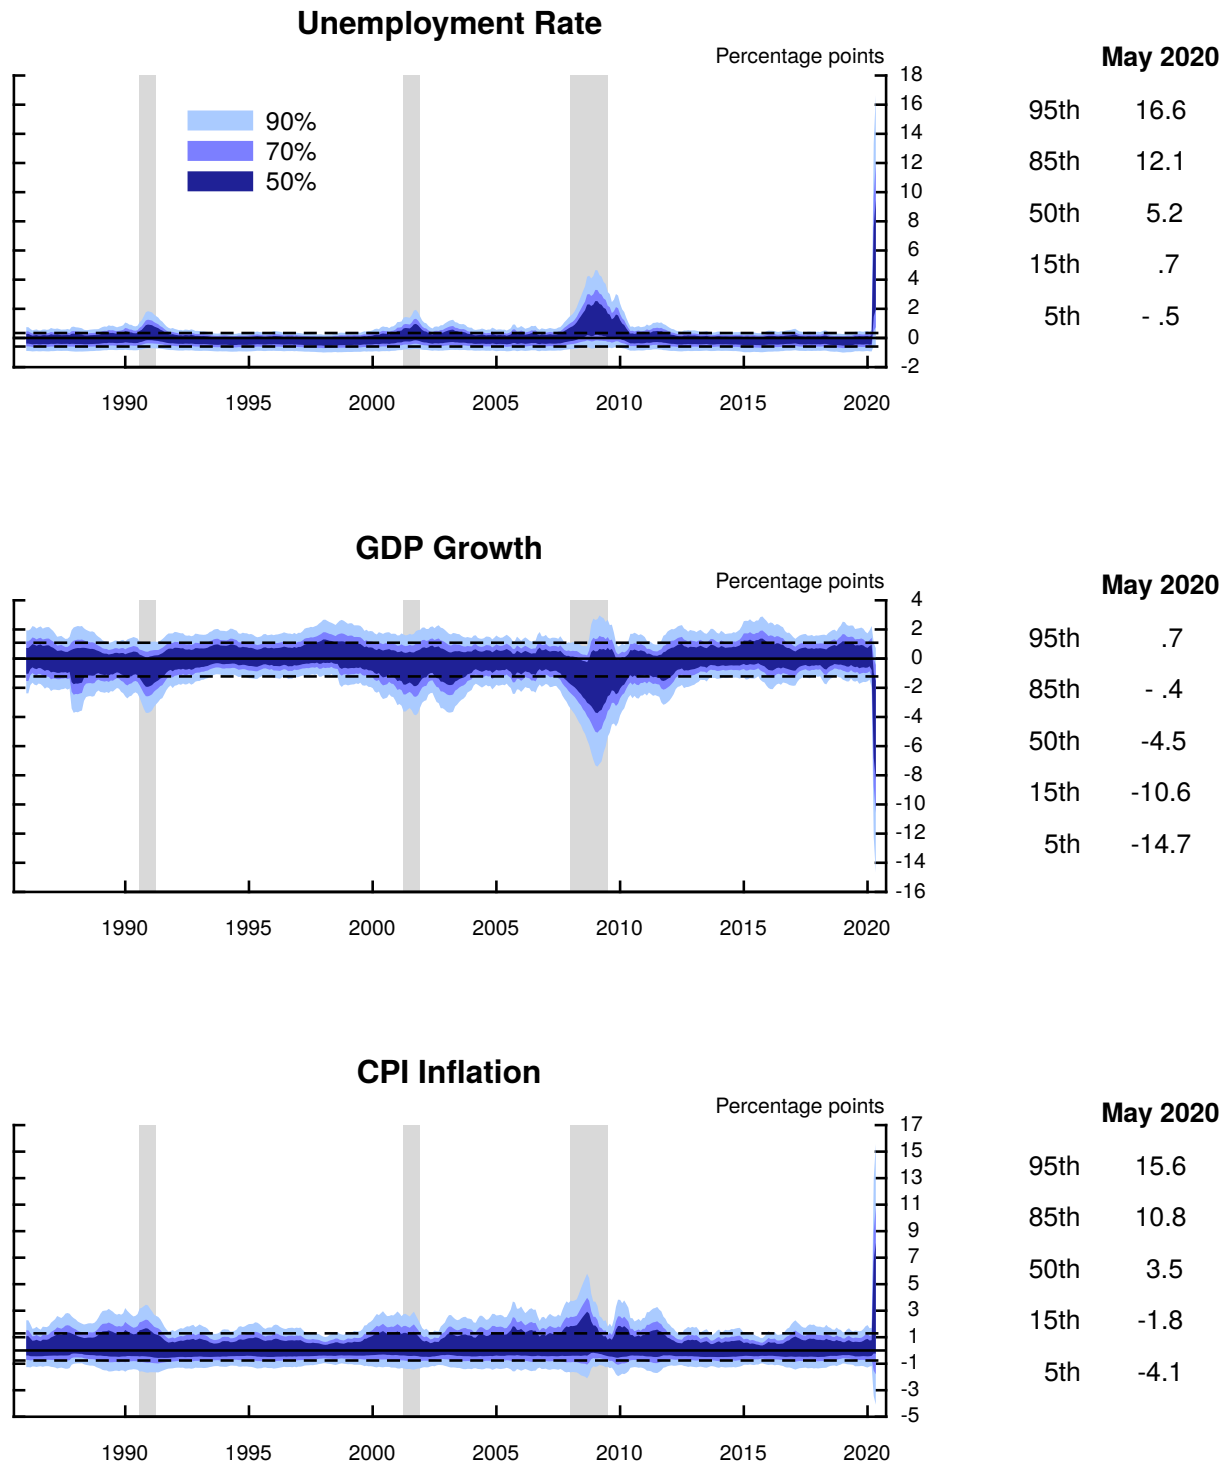 Unemployment Rate
Percentage points
May 2020
18
16
14
12
10
8
6
4
2
0
-2
90%
70%
50%
95th 16.6
85th 12.1
50th 5.2
15th .7
5th - .5
1990 1995 2000 2005 2010 2015 2020
GDP Growth
Percentage points
May 2020
4
2
0
-2
-4
-6
-8
-10
-12
-14
-16
95th .7
85th - .4
50th -4.5
15th -10.6
5th -14.7
1990 1995 2000 2005 2010 2015 2020
CPI Inflation
Percentage points
May 2020
17
15
13
11
9
7
5
3
1
-1
-3
-5
95th 15.6
85th 10.8
50th 3.5
15th -1.8
5th -4.1
1990 1995 2000 2005 2010 2015 2020